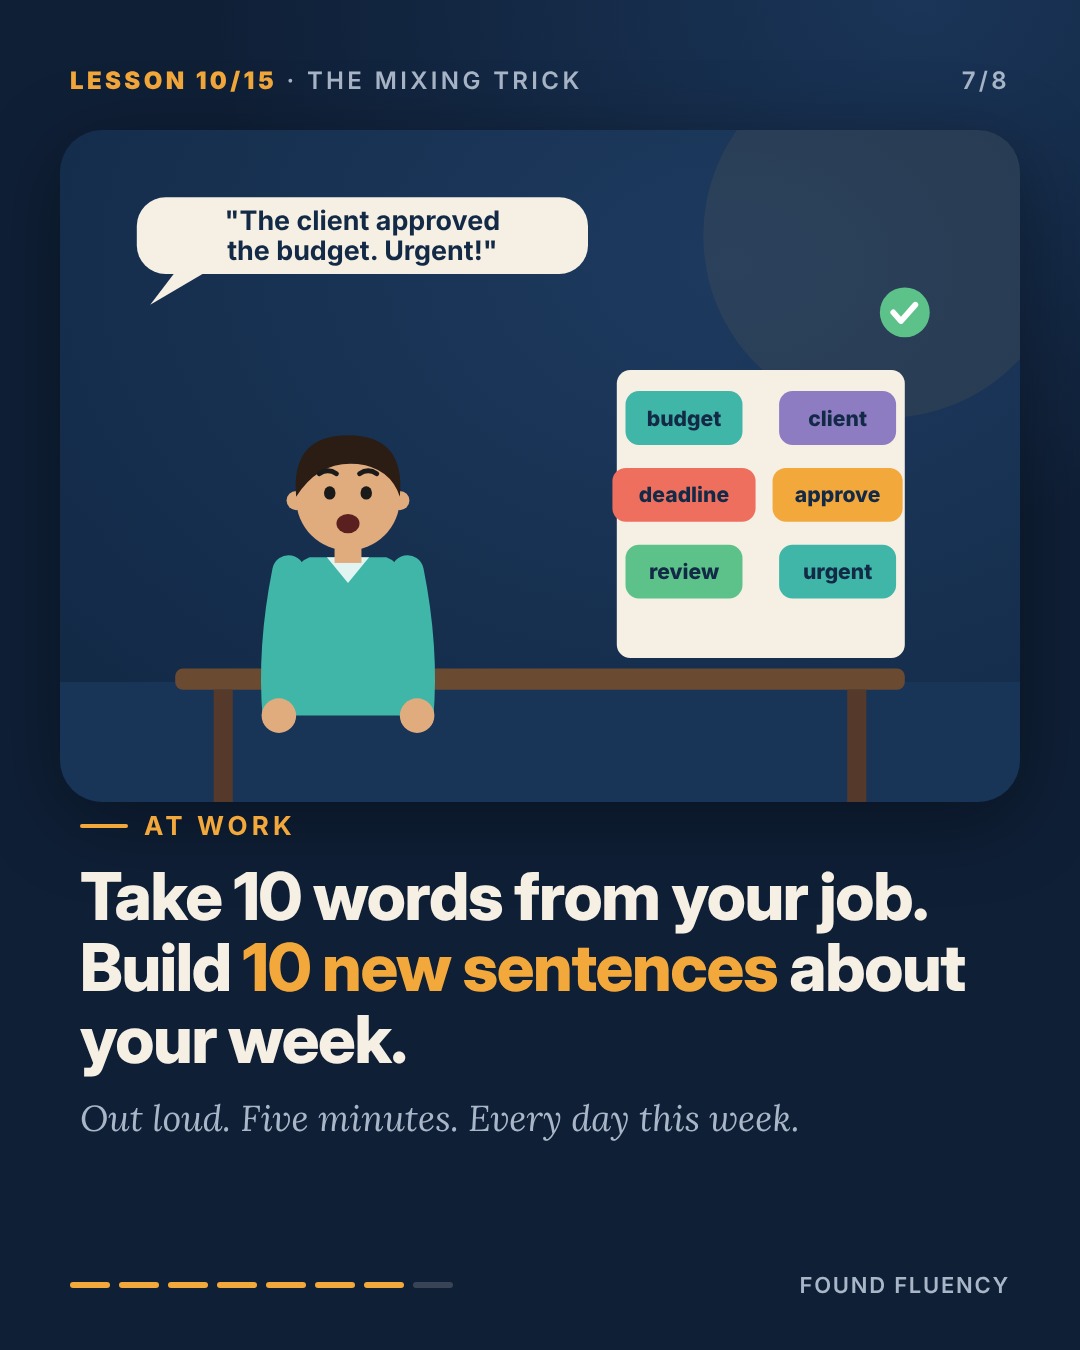 LESSON 10/15 · THE MIXING TRICK
7/8
"The client approved
the budget. Urgent!"
budget
client
deadline
approve
review
urgent
AT WORK
Take 10 words from your job.
Build 10 new sentences about
your week.
Out loud. Five minutes. Every day this week.
FOUND FLUENCY